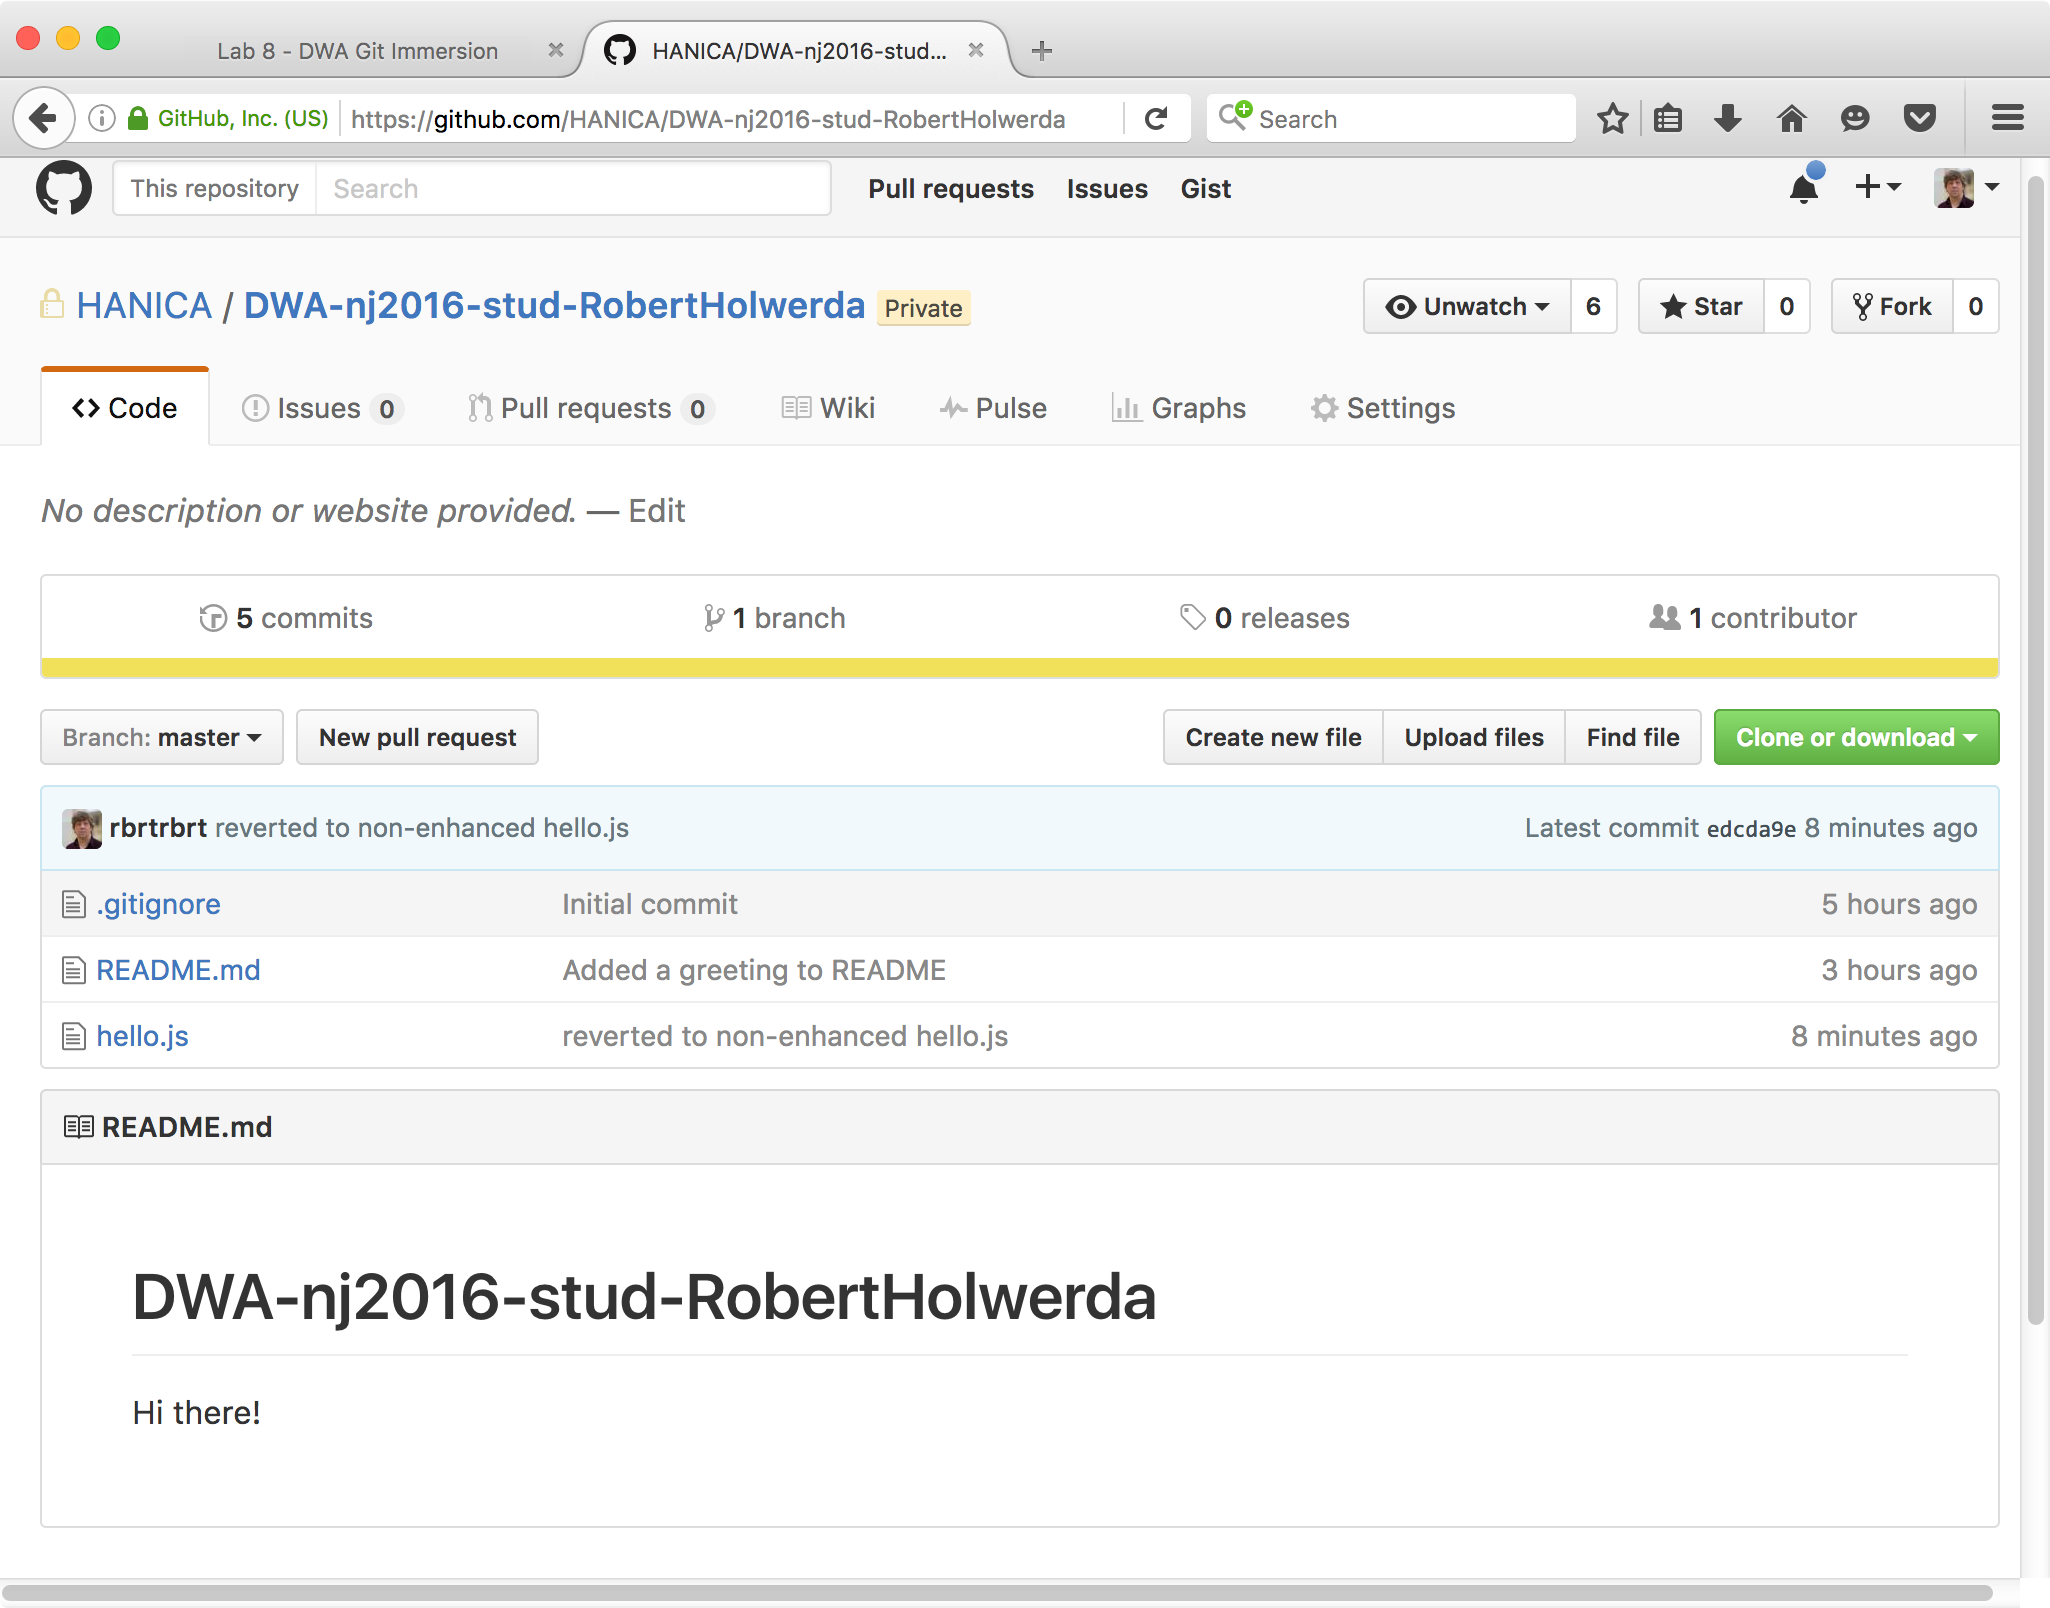 Lab 8 - DWA Git Immersion
HANICA/DWA-nj2016-stud...
GitHub, Inc. (US) https://github.com/HANICA/DWA-nj2016-stud-RobertHolwerda Search
This repository Search Pull requests Issues Gist
HANICA / DWA-nj2016-stud-RobertHolwerda Private Unwatch 6 Star 0 Fork 0
Code Issues 0 Pull requests 0 Wiki Pulse Graphs Settings
No description or website provided. — Edit
5 commits 1 branch 0 releases 1 contributor
Branch: master New pull request Create new file Upload files Find file Clone or download
rbrtrbrt reverted to non-enhanced hello.js Latest commit edcda9e 8 minutes ago
.gitignore Initial commit 5 hours ago
README.md Added a greeting to README 3 hours ago
hello.js reverted to non-enhanced hello.js 8 minutes ago
README.md
DWA-nj2016-stud-RobertHolwerda
Hi there!